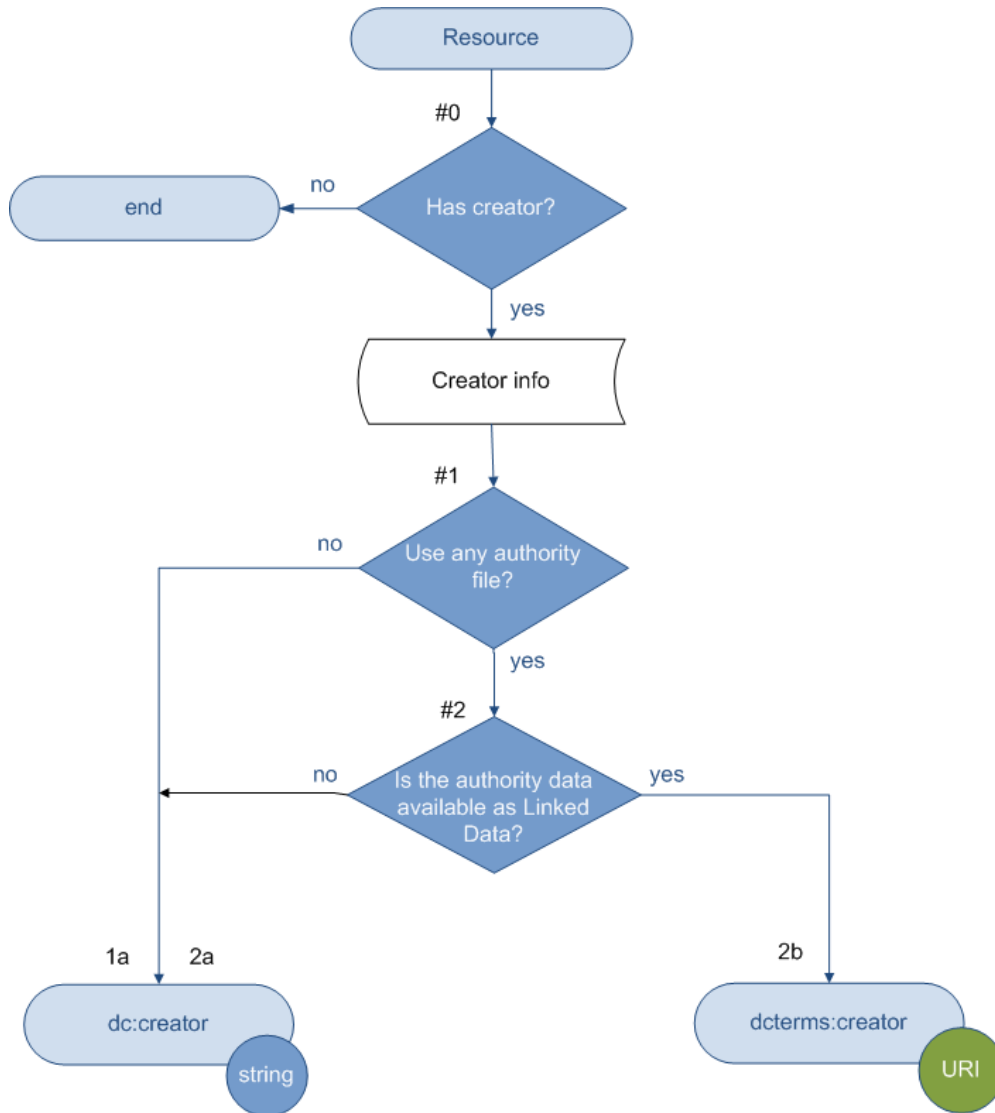 Resource
#0
no
end
Has creator?
yes
Creator info
#1
no
Use any authority
file?
yes
#2
no
Is the authority data
available as Linked
Data?
yes
1a
2a
2b
dc:creator
string
dcterms:creator
URI